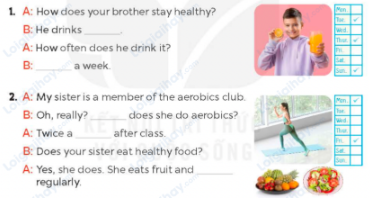 1. A: How does your brother stay healthy?
B: He drinks ______.
A: How often does he drink it?
B: ______ a week.
2. A: My sister is a member of the aerobics club.
B: Oh, really? ______ does she do aerobics?
A: Twice a ______ after class.
B: Does your sister eat healthy food?
A: Yes, she does. She eats fruit and ______
regularly.
Mon.
Tue. ✓
Wed.
Thur. ✓
Fri.
Sat.
Sun. ✓
Mon. ✓
Tue.
Wed.
Thur.
Fri. ✓
Sat.
Sun.